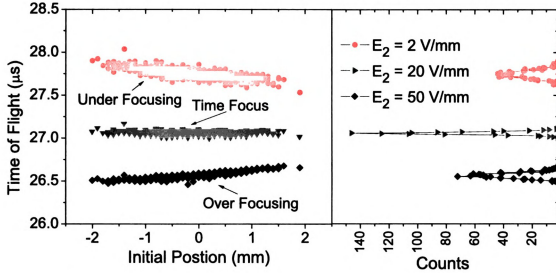 28.5
28.0
27.5
27.0
26.5
26.0
Time of Flight (µs)
Under Focusing
Time Focus
Over Focusing
-2 -1 0 1 2
Initial Postion (mm)
E2 = 2 V/mm
E2 = 20 V/mm
E2 = 50 V/mm
140 120 100 80 60 40 20 0
Counts